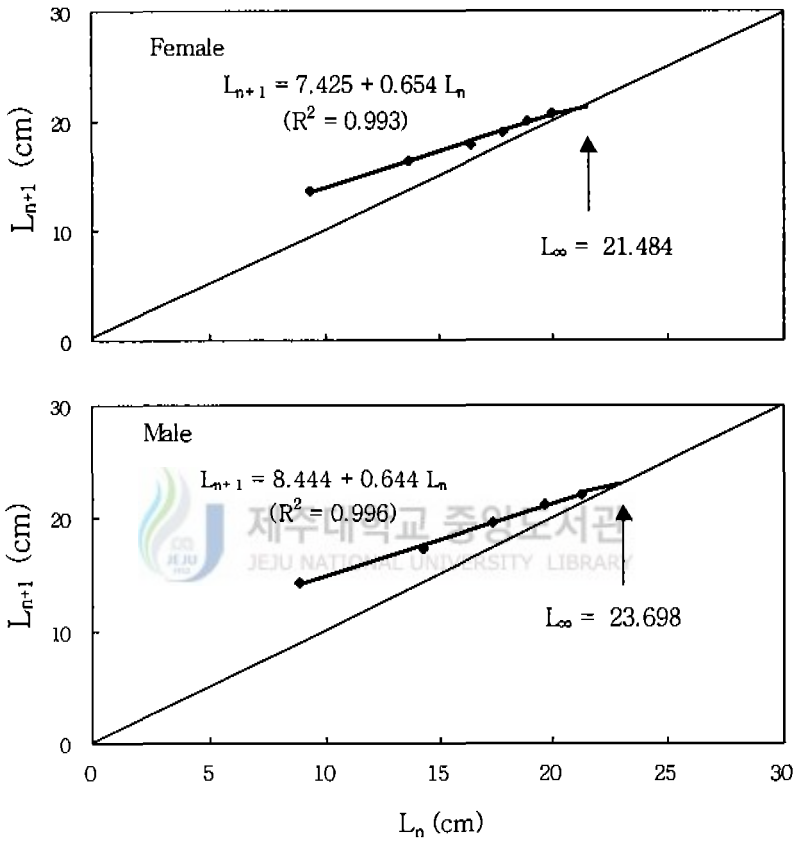 30
Female
Lₙ₊₁ = 7.425 + 0.654 Lₙ
(R² = 0.993)
20
Lₙ₊₁ (cm)
10
L∞ = 21.484
0
30
Male
Lₙ₊₁ = 8.444 + 0.644 Lₙ
(R² = 0.996)
20
제주대학교 중앙도서관
JEJU NATIONAL UNIVERSITY LIBRARY
JEJU
1952
Lₙ₊₁ (cm)
10
L∞ = 23.698
0
0 5 10 15 20 25 30
Lₙ (cm)